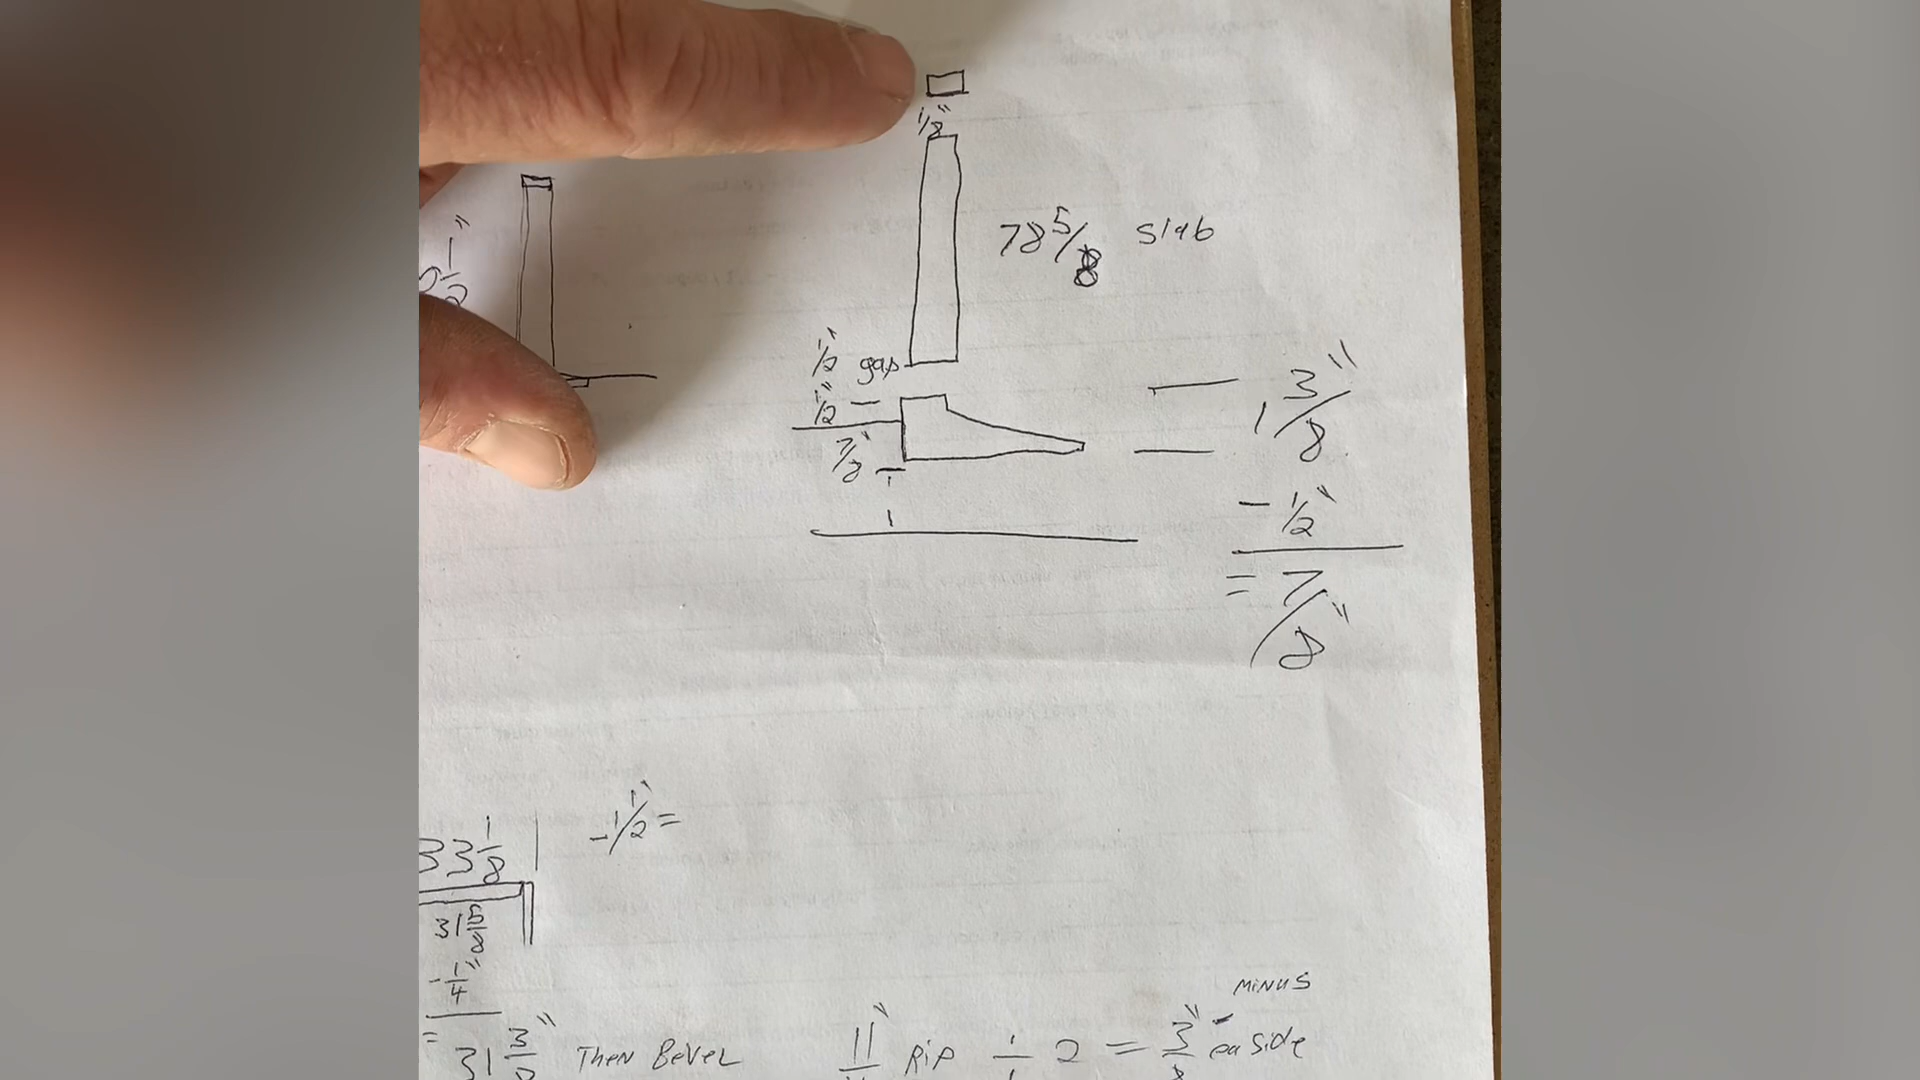 1/8"
78 5/8 slab
1/2
1/2" gap
1/2" —
7/8" —
1 3/8"
- 1/2"
= 7/8"
33 1/8
- 1/2" =
31 5/8
- 1/4"
= 31 3/8" Then BeVeL
MINUS
11" RiP ÷ 2 = 3" ea side